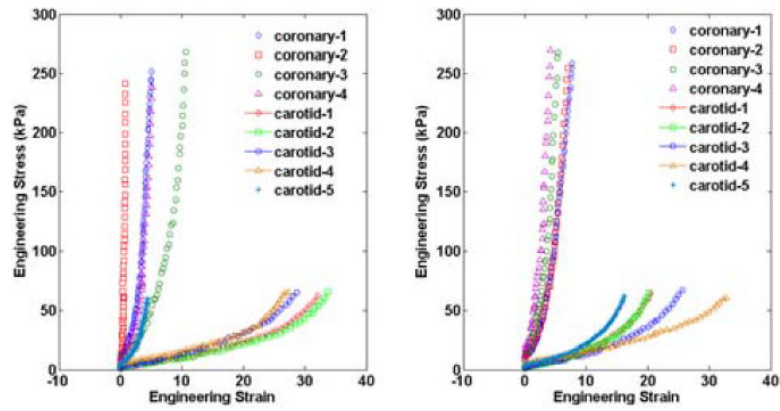 300
250
200
150
100
50
0
-10
0
10
20
30
40
Engineering Stress (kPa)
Engineering Strain
coronary-1
coronary-2
coronary-3
coronary-4
carotid-1
carotid-2
carotid-3
carotid-4
carotid-5
300
250
200
150
100
50
0
-10
0
10
20
30
40
Engineering Stress (kPa)
Engineering Strain
coronary-1
coronary-2
coronary-3
coronary-4
carotid-1
carotid-2
carotid-3
carotid-4
carotid-5